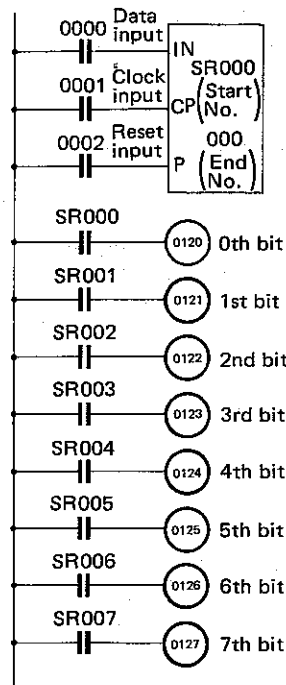 0000 Data input IN
SR000
0001 Clock input CP (Start No.)
000
0002 Reset input P (End No.)
SR000 0120 0th bit
SR001 0121 1st bit
SR002 0122 2nd bit
SR003 0123 3rd bit
SR004 0124 4th bit
SR005 0125 5th bit
SR006 0126 6th bit
SR007 0127 7th bit